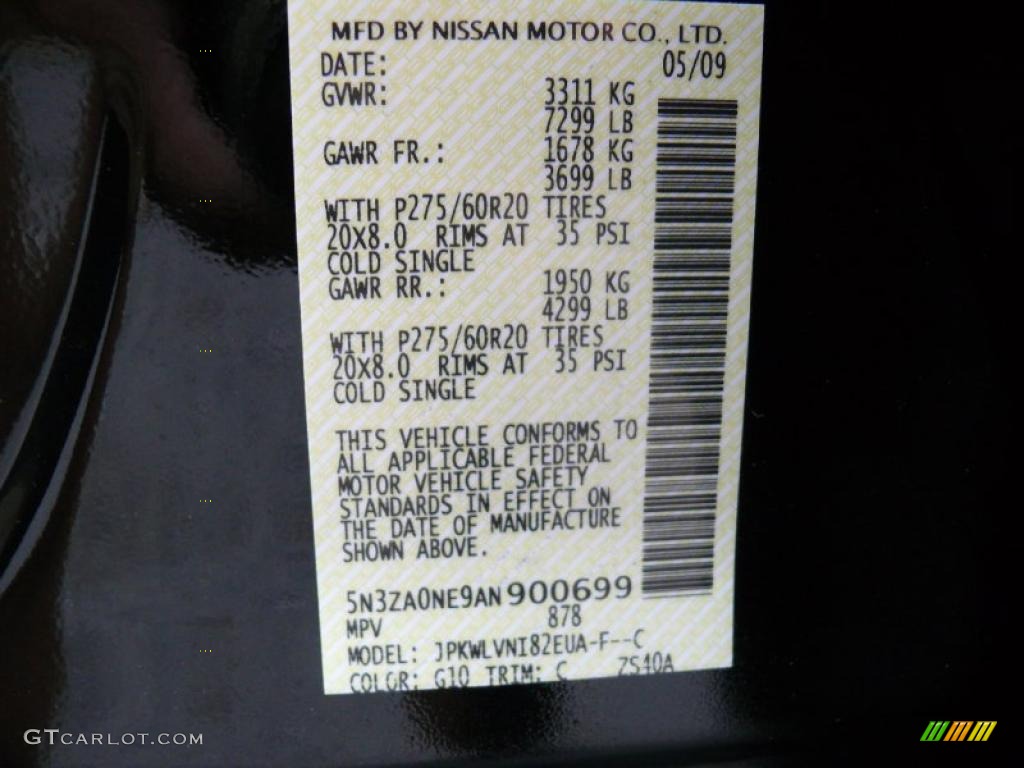 MFD BY NISSAN MOTOR CO., LTD.
DATE: 05/09
GVWR: 3311 KG
7299 LB
GAWR FR.: 1678 KG
3699 LB
WITH P275/60R20 TIRES
20X8.0 RIMS AT 35 PSI
COLD SINGLE
GAWR RR.: 1950 KG
4299 LB
WITH P275/60R20 TIRES
20X8.0 RIMS AT 35 PSI
COLD SINGLE
THIS VEHICLE CONFORMS TO
ALL APPLICABLE FEDERAL
MOTOR VEHICLE SAFETY
STANDARDS IN EFFECT ON
THE DATE OF MANUFACTURE
SHOWN ABOVE.
5N3ZA0NE9AN900699
MPV 878
MODEL: JPKWLVNI82EUA-F--C
COLOR: G10 TRIM: C ZS40A
GTCARLOT.COM